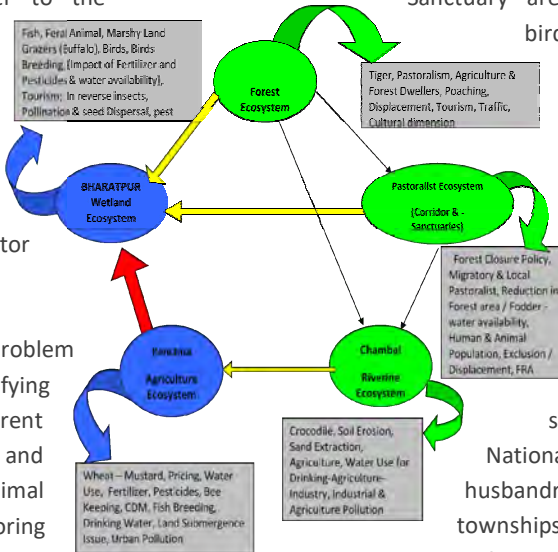 er to the
Sanctuary are
bird
Fish, Feral Animal, Marshy Land
Grazers (Buffalo), Birds, Birds
Breeding, [Impact of Fertilizer and
Pesticides & water availability],
Tourism; In reverse insects,
Pollination & seed Dispersal, pest
Forest
Ecosystem
Tiger, Pastoralism, Agriculture &
Forest Dwellers, Poaching,
Displacement, Tourism, Traffic,
Cultural dimension
BHARATPUR
Wetland
Ecosystem
Pastoralist Ecosystem
(Corridor & -
Sanctuaries)
tor
Forest Closure Policy,
Migratory & Local
Pastoralist, Reduction in
Forest area / Fodder -
water availability,
Human & Animal
Population, Exclusion /
Displacement, FRA
roblem
ifying
erent
and
imal
oring
Agriculture
Ecosystem
Chambal
Riverine
Ecosystem
Crocodile, Soil Erosion,
Sand Extraction,
Agriculture, Water Use for
Drinking-Agriculture-
Industry, Industrial &
Agriculture Pollution
Wheat – Mustard, Pricing, Water
Use, Fertilizer, Pesticides, Bee
Keeping, CDM, Fish Breeding,
Drinking Water, Land Submergence
Issue, Urban Pollution
s
Nationa
husbandr
townships